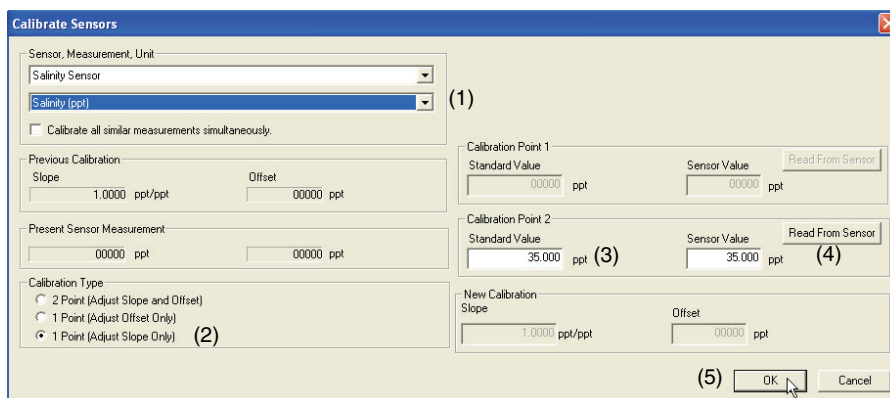 Calibrate Sensors
Sensor, Measurement, Unit
Salinity Sensor
Salinity (ppt)
(1)
Calibrate all similar measurements simultaneously.
Previous Calibration
Slope
Offset
1.0000 ppt/ppt
00000 ppt
Present Sensor Measurement
00000 ppt
00000 ppt
Calibration Type
2 Point (Adjust Slope and Offset)
1 Point (Adjust Offset Only)
1 Point (Adjust Slope Only)
(2)
Calibration Point 1
Standard Value
Sensor Value
Read From Sensor
00000 ppt
00000 ppt
Calibration Point 2
Standard Value
Sensor Value
Read From Sensor
35.000 ppt (3)
35.000 ppt
(4)
New Calibration
Slope
Offset
1.0000 ppt/ppt
00000 ppt
(5)
OK
Cancel